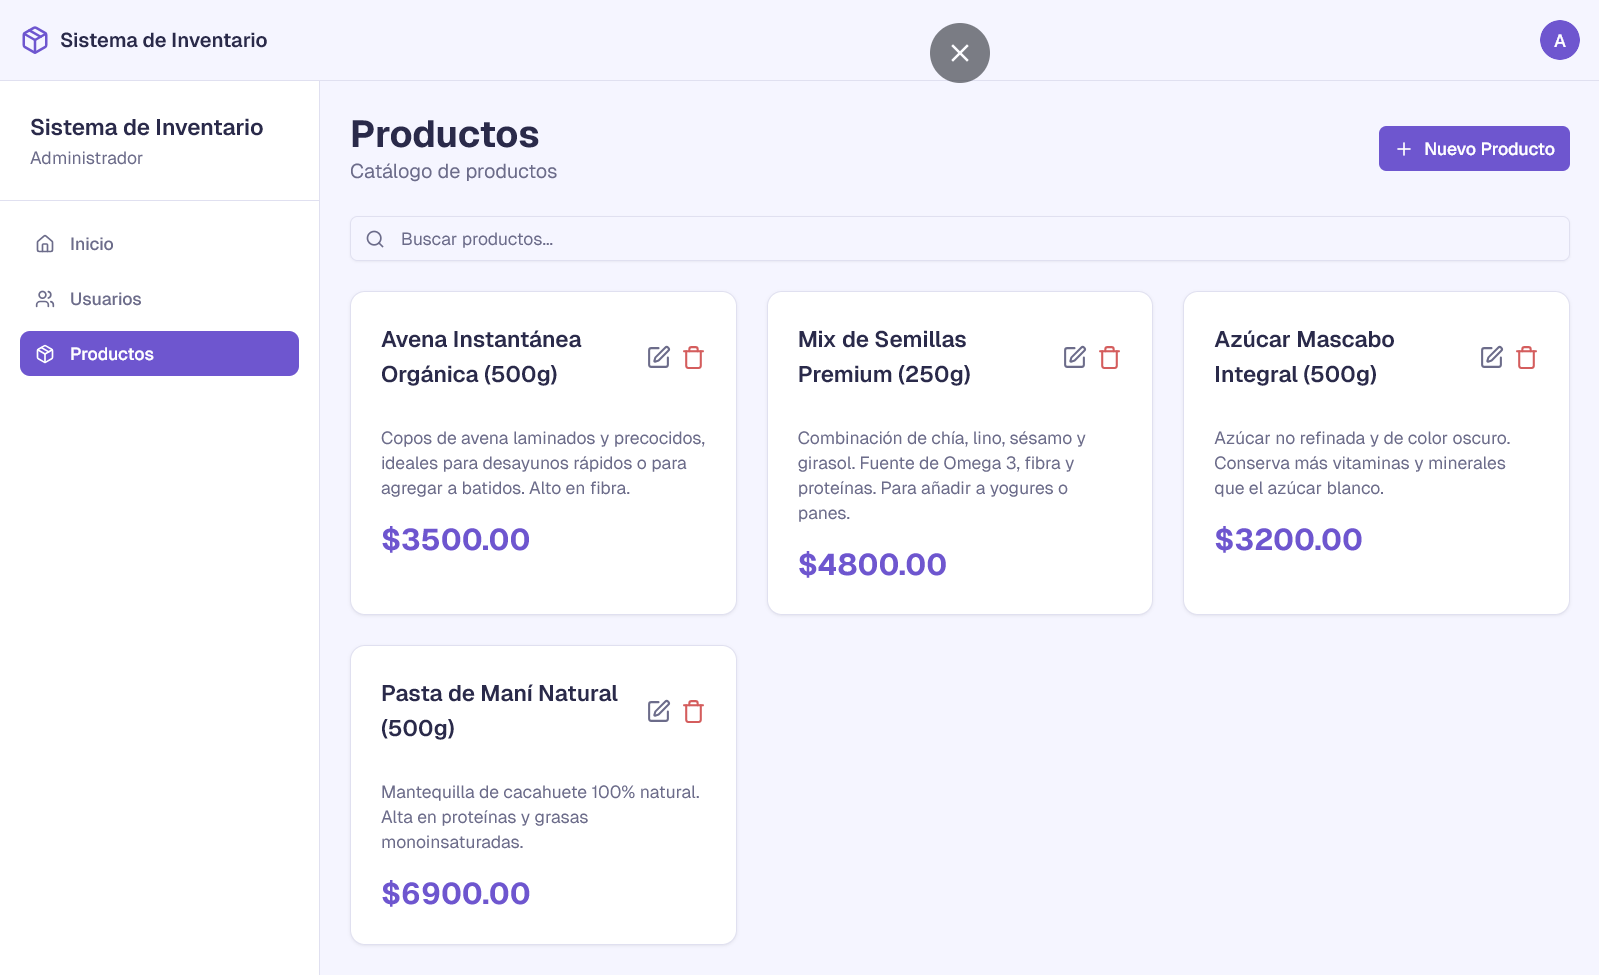 Sistema de Inventario
A
Sistema de Inventario
Administrador
Inicio
Usuarios
Productos
Productos
Catálogo de productos
Nuevo Producto
Buscar productos...
Avena Instantánea
Orgánica (500g)
Copos de avena laminados y precocidos,
ideales para desayunos rápidos o para
agregar a batidos. Alto en fibra.
$3500.00
Mix de Semillas
Premium (250g)
Combinación de chía, lino, sésamo y
girasol. Fuente de Omega 3, fibra y
proteínas. Para añadir a yogures o
panes.
$4800.00
Azúcar Mascabo
Integral (500g)
Azúcar no refinada y de color oscuro.
Conserva más vitaminas y minerales
que el azúcar blanco.
$3200.00
Pasta de Maní Natural
(500g)
Mantequilla de cacahuete 100% natural.
Alta en proteínas y grasas
monoinsaturadas.
$6900.00